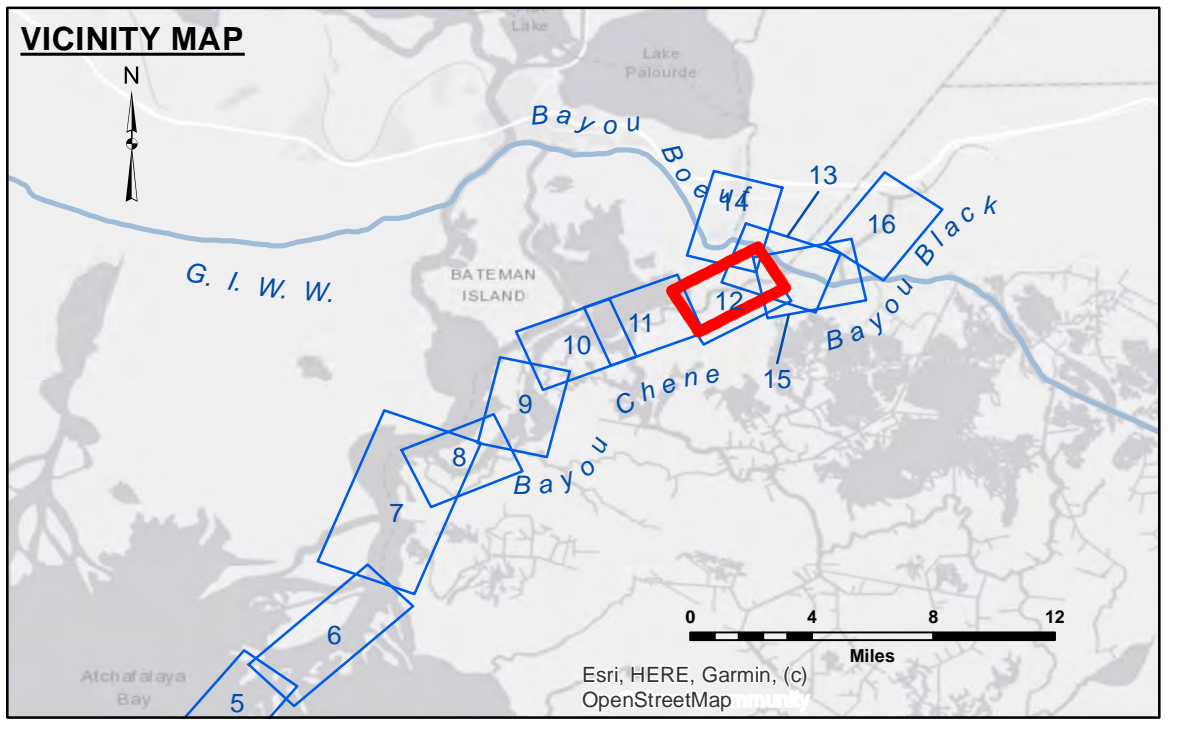 VICINITY MAP
N
Lake
Lake
Palourde
Bayou
Boeuf
13
14
16
Bayou Black
G. I. W. W.
BATEMAN
ISLAND
12
11
10
15
Chene
9
Bayou
8
7
6
5
Atchafalaya
Bay
0 4 8 12
Miles
Esri, HERE, Garmin, (c)
OpenStreetMap